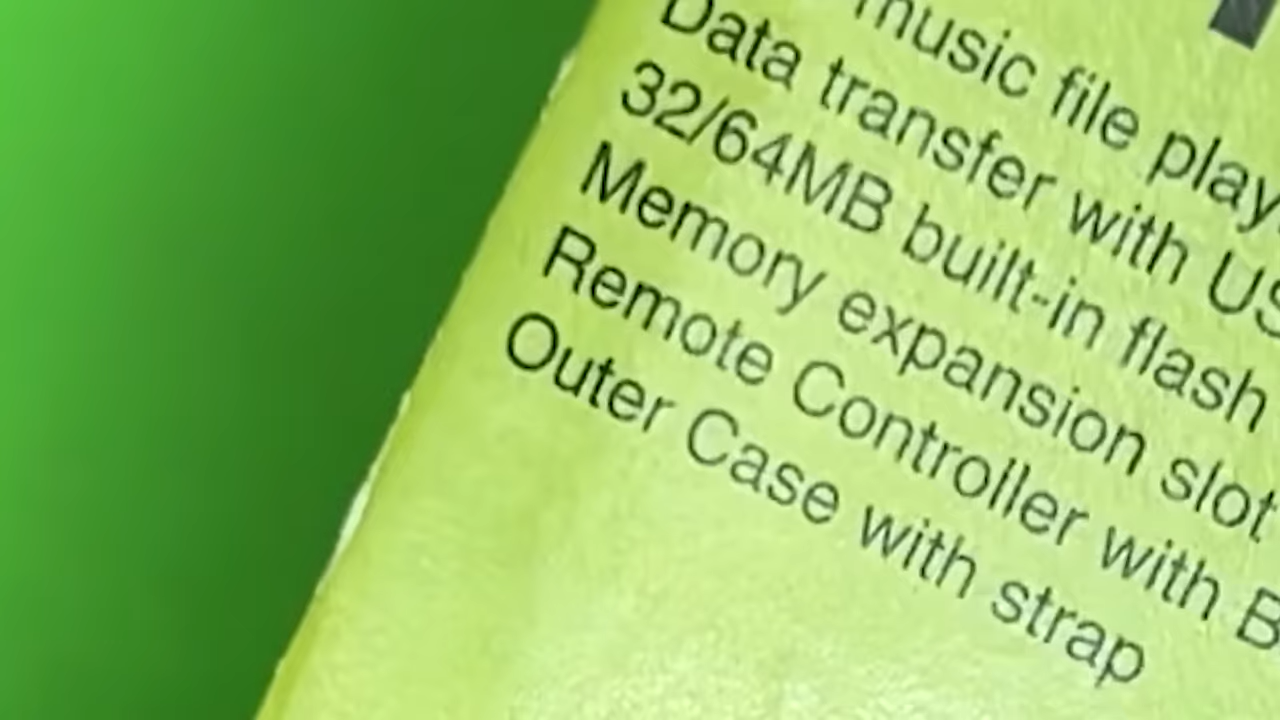 music file play
Data transfer with US
32/64MB built-in flash
Memory expansion slot
Remote Controller with B
Outer Case with strap